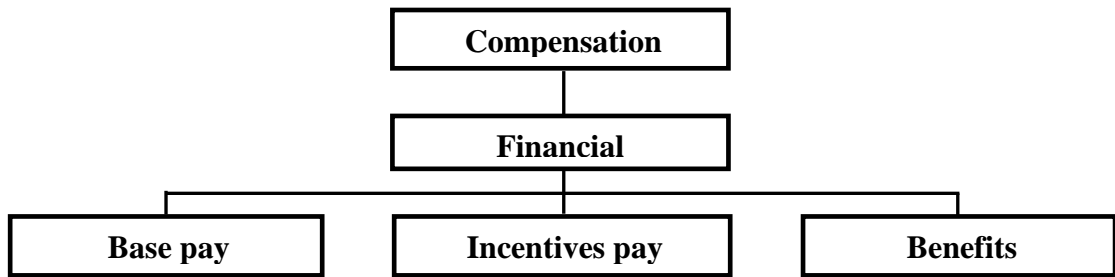 Compensation
Financial
Base pay
Incentives pay
Benefits